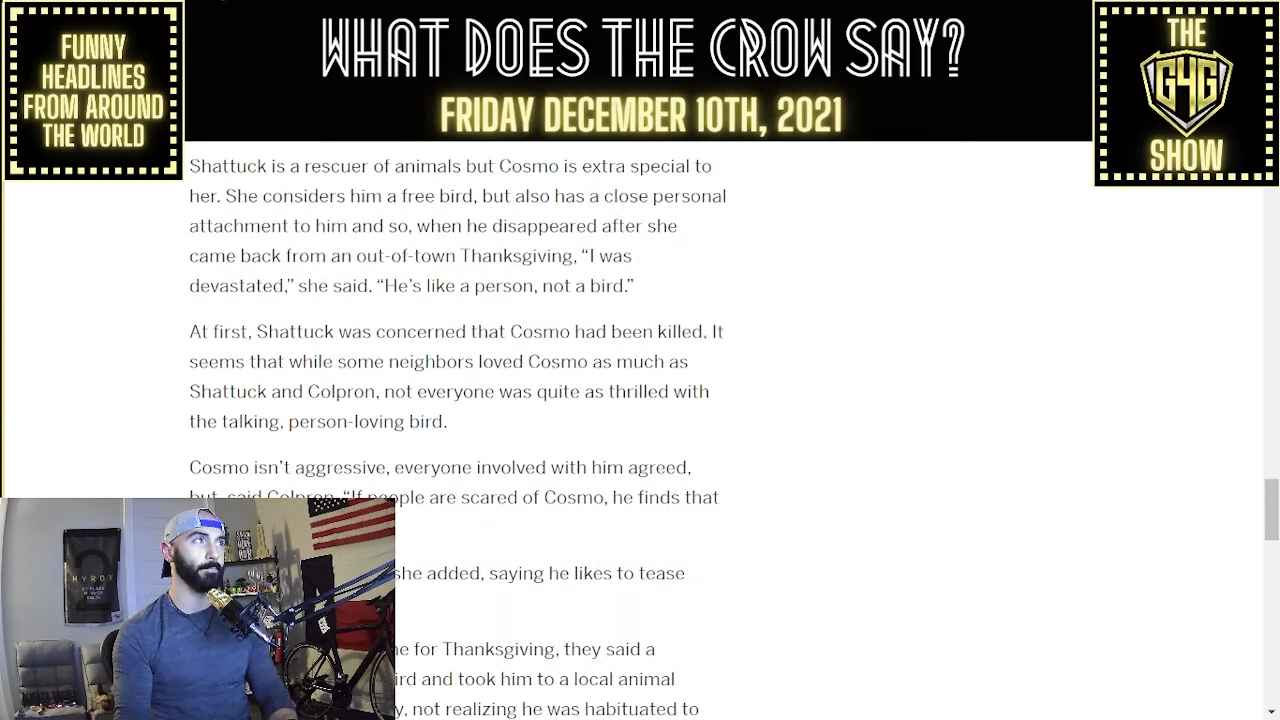 FUNNY
HEADLINES
FROM AROUND
THE WORLD
WHAT DOES THE CROW SAY?
FRIDAY DECEMBER 10TH, 2021
THE
G4G
SHOW
Shattuck is a rescuer of animals but Cosmo is extra special to
her. She considers him a free bird, but also has a close personal
attachment to him and so, when he disappeared after she
came back from an out-of-town Thanksgiving, “I was
devastated,” she said. “He’s like a person, not a bird.”
At first, Shattuck was concerned that Cosmo had been killed. It
seems that while some neighbors loved Cosmo as much as
Shattuck and Colpron, not everyone was quite as thrilled with
the talking, person-loving bird.
Cosmo isn’t aggressive, everyone involved with him agreed,
but, said Colpron, “If people are scared of Cosmo, he finds that
she added, saying he likes to tease
for Thanksgiving, they said a
and took him to a local animal
not realizing he was habituated to
HYROX